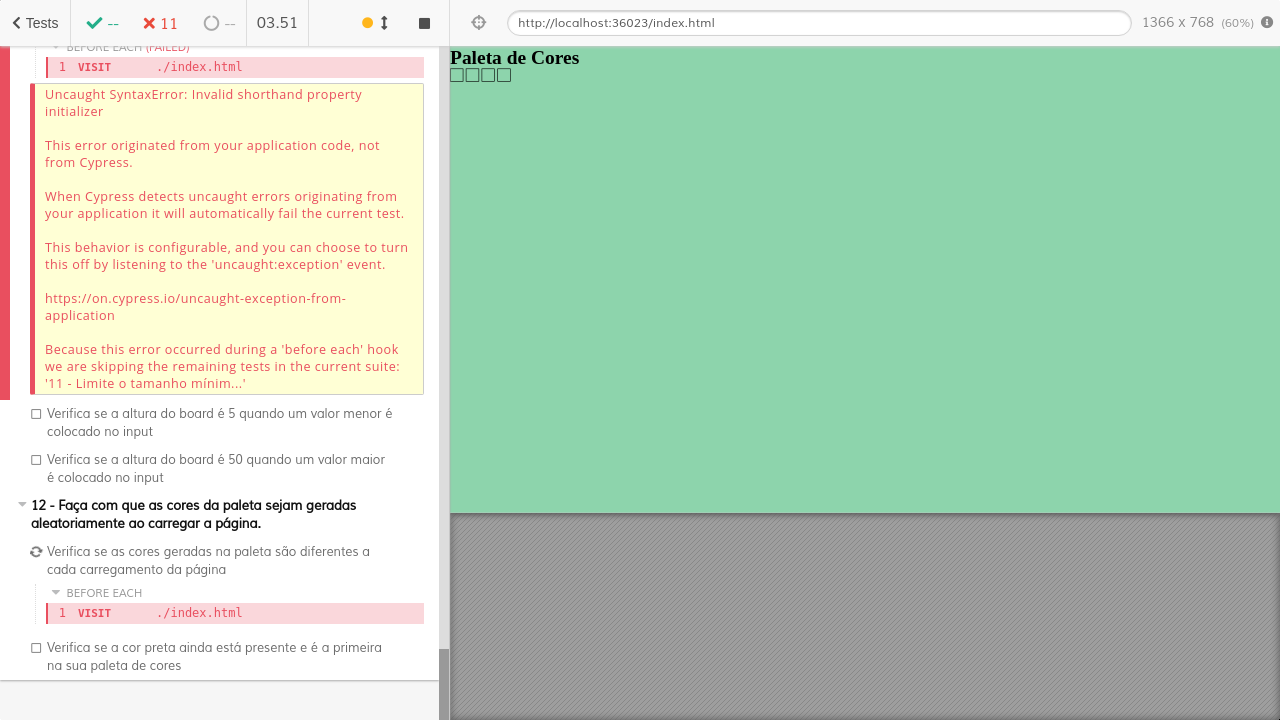 Tests -- 11 -- 03.51 http://localhost:36023/index.html 1366 x 768 (60%)
BEFORE EACH (FAILED)
1 VISIT ./index.html
Uncaught SyntaxError: Invalid shorthand property
initializer
This error originated from your application code, not
from Cypress.
When Cypress detects uncaught errors originating from
your application it will automatically fail the current test.
This behavior is configurable, and you can choose to turn
this off by listening to the 'uncaught:exception' event.
https://on.cypress.io/uncaught-exception-from-
application
Because this error occurred during a 'before each' hook
we are skipping the remaining tests in the current suite:
'11 - Limite o tamanho mínim...'
Verifica se a altura do board é 5 quando um valor menor é
colocado no input
Verifica se a altura do board é 50 quando um valor maior
é colocado no input
12 - Faça com que as cores da paleta sejam geradas
aleatoriamente ao carregar a página.
Verifica se as cores geradas na paleta são diferentes a
cada carregamento da página
BEFORE EACH
1 VISIT ./index.html
Verifica se a cor preta ainda está presente e é a primeira
na sua paleta de cores
Paleta de Cores